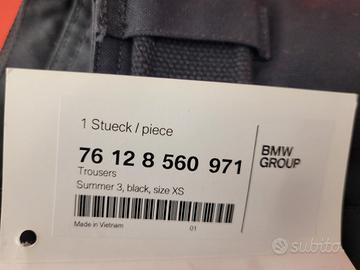 1 Stueck / piece
76 12 8 560 971
Trousers
Summer 3, black, size XS
Made in Vietnam 01
BMW
GROUP
subito